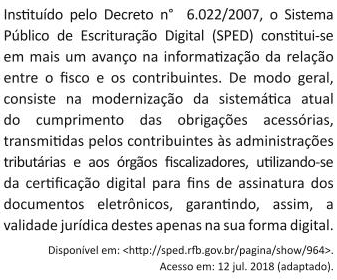 Instituído pelo Decreto n° 6.022/2007, o Sistema
Público de Escrituração Digital (SPED) constitui-se
em mais um avanço na informatização da relação
entre o fisco e os contribuintes. De modo geral,
consiste na modernização da sistemática atual
do cumprimento das obrigações acessórias,
transmitidas pelos contribuintes às administrações
tributárias e aos órgãos fiscalizadores, utilizando-se
da certificação digital para fins de assinatura dos
documentos eletrônicos, garantindo, assim, a
validade jurídica destes apenas na sua forma digital.
Disponível em: <http://sped.rfb.gov.br/pagina/show/964>.
Acesso em: 12 jul. 2018 (adaptado).